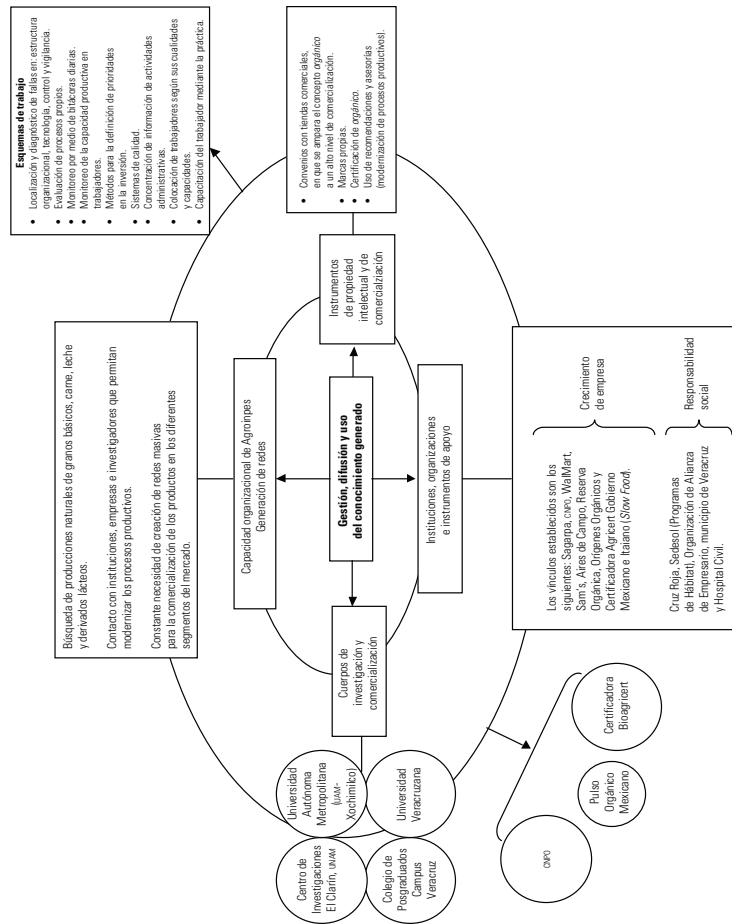 Esquemas de trabajo
• Localización y diagnóstico de fallas en: estructura
organizacional, tecnología, control y vigilancia.
• Evaluación de procesos propios.
• Monitoreo por medio de bitácoras diarias.
• Monitoreo de la capacidad productiva en
trabajadores.
• Métodos para la definición de prioridades
en la inversión.
• Sistemas de calidad.
• Concentración de información de actividades
administrativas.
• Colocación de trabajadores según sus cualidades
y capacidades.
• Capacitación del trabajador mediante la práctica.
Búsqueda de producciones naturales de granos básicos, carne, leche
y derivados lácteos.
Contacto con instituciones, empresas e investigadores que permitan
modernizar los procesos productivos.
Constante necesidad de creación de redes masivas
para la comercialización de los productos en los diferentes
segmentos del mercado.
Capacidad organizacional de Agroinpes
Generación de redes
Universidad
Autónoma
Metropolitana
(UAM-
Xochimilco)
Centro de
Investigaciones
El Clarín, UNAM
Universidad
Veracruzana
Colegio de
Posgraduados
Campus
Veracruz
Cuerpos de
investigación y
comercialización
Gestión, difusión y uso
del conocimiento generado
Instrumentos
de propiedad
intelectual y de
comercialziación
• Convenios con tiendas comerciales,
en que se ampara el concepto orgánico
a un alto nivel de comercialización.
• Marcas propias.
• Certificación de orgánico.
• Uso de recomendaciones y asesorías
(modernización de procesos productivos).
Instituciones, organizaciones
e instrumentos de apoyo
Los vínculos establecidos son los
siguientes: Sagarpa, CNPO, WalMart,
Sam's, Aires de Campo, Reserva
Orgánica, Orígenes Orgánicos y
Certificadora Agricert Gobierno
Mexicano e Itaiano (Slow Food).
Crecimiento
de empresa
Cruz Roja, Sedesol (Programas
de Hábitat), Organización de Alianza
de Empresario, municipio de Veracruz
y Hospital Civil.
Responsabilidad
social
CNPO
Pulso
Orgánico
Mexicano
Certificadora
Bioagricert